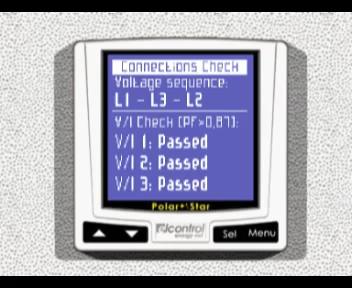 Connections Check
Voltage sequence:
L1 - L3 - L2
V/I Check (PF>0,87):
V/I 1: Passed
V/I 2: Passed
V/I 3: Passed
Polar Star
control
energy
Sel Menu